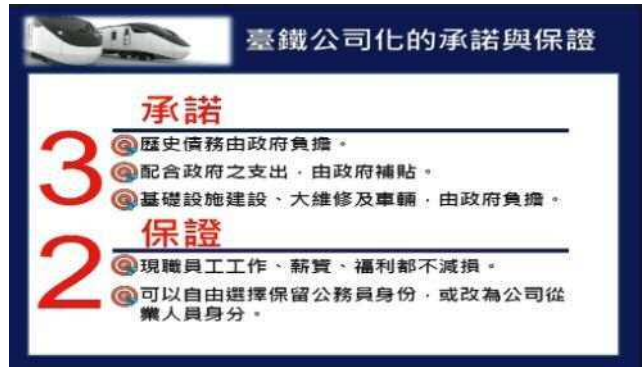 臺鐵公司化的承諾與保證
3
承諾
歷史債務由政府負擔。
配合政府之支出，由政府補貼。
基礎設施建設、大維修及車輛，由政府負擔。
2
保證
現職員工工作、薪資、福利都不減損。
可以自由選擇保留公務員身份，或改為公司從
業人員身分。